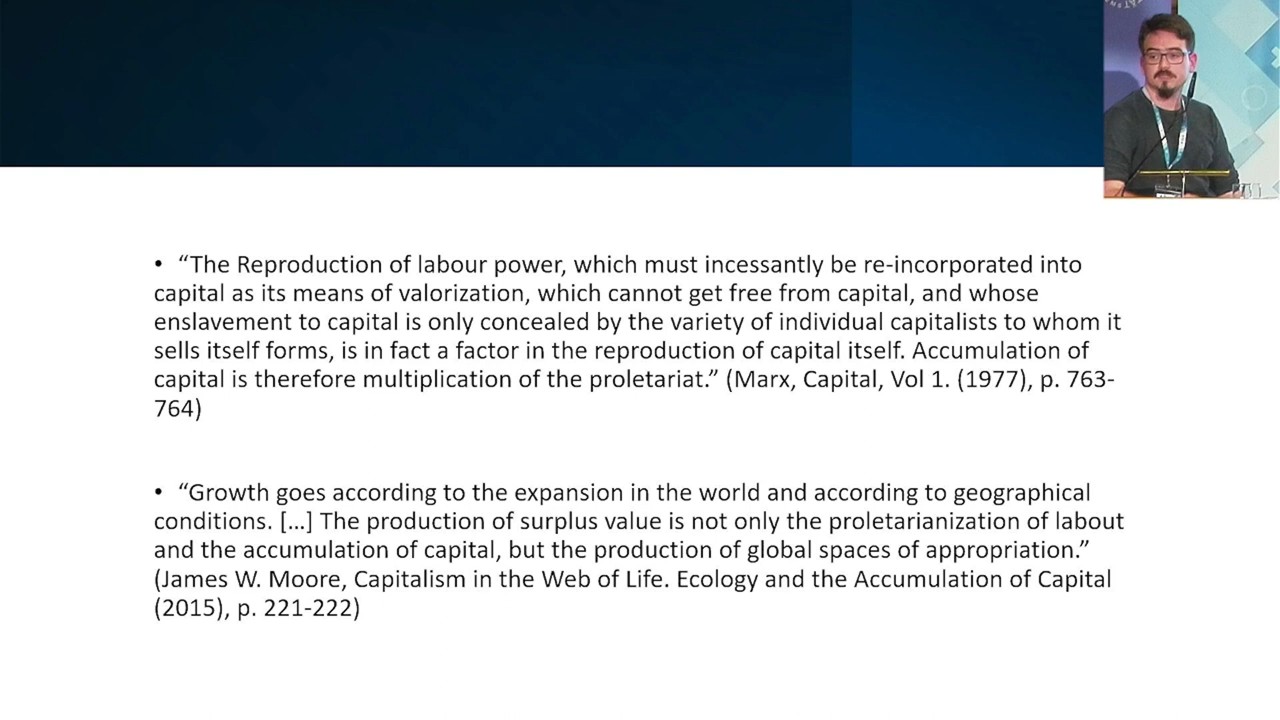 • “The Reproduction of labour power, which must incessantly be re-incorporated into
capital as its means of valorization, which cannot get free from capital, and whose
enslavement to capital is only concealed by the variety of individual capitalists to whom it
sells itself forms, is in fact a factor in the reproduction of capital itself. Accumulation of
capital is therefore multiplication of the proletariat.” (Marx, Capital, Vol 1. (1977), p. 763-
764)
• “Growth goes according to the expansion in the world and according to geographical
conditions. […] The production of surplus value is not only the proletarianization of labout
and the accumulation of capital, but the production of global spaces of appropriation.”
(James W. Moore, Capitalism in the Web of Life. Ecology and the Accumulation of Capital
(2015), p. 221-222)